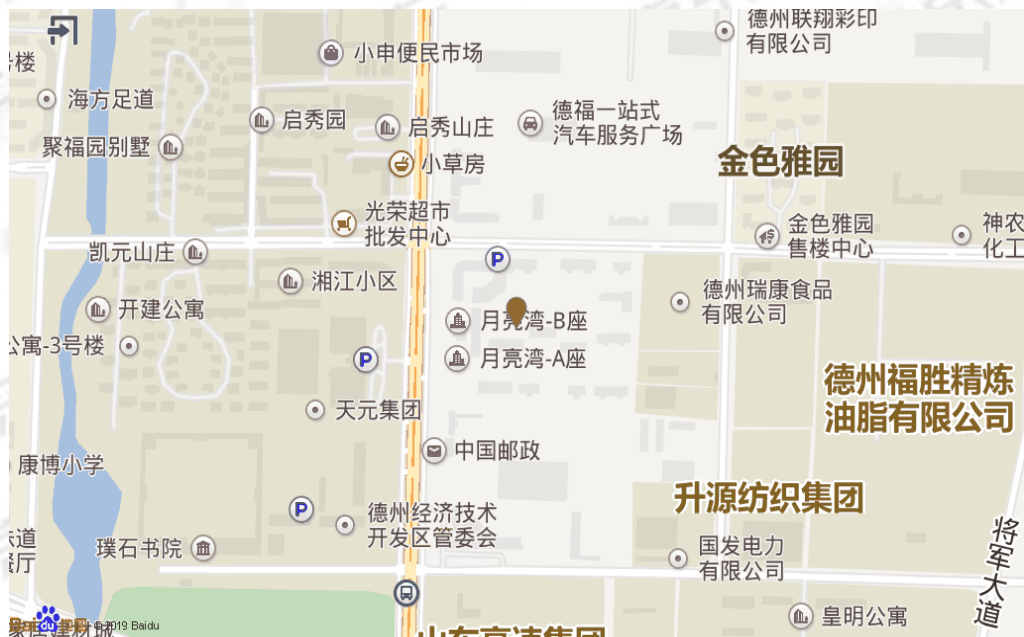 德州联翔彩印
有限公司
小申便民市场
号楼
海方足道
启秀园
启秀山庄
德福一站式
汽车服务广场
聚福园别墅
小草房
金色雅园
光荣超市
批发中心
金色雅园
售楼中心
神农
化工
凯元山庄
P
湘江小区
德州瑞康食品
有限公司
开建公寓
月亮湾-B座
公寓-3号楼
P
月亮湾-A座
德州福胜精炼
油脂有限公司
天元集团
中国邮政
康博小学
升源纺织集团
P
德州经济技术
开发区管委会
将军大道
璞石书院
国发电力
有限公司
皇明公寓
du
© 2019 Baidu
山东高速集团